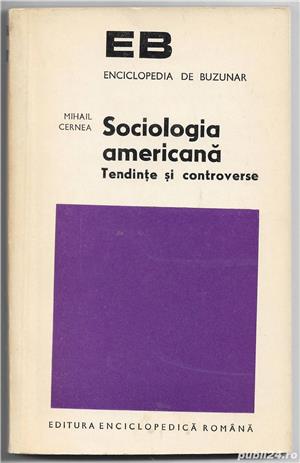 EB
ENCICLOPEDIA DE BUZUNAR
MIHAIL
CERNEA
Sociologia
americană
Tendințe și controverse
EDITURA ENCICLOPEDICĂ ROMÂNĂ
publi24.ro